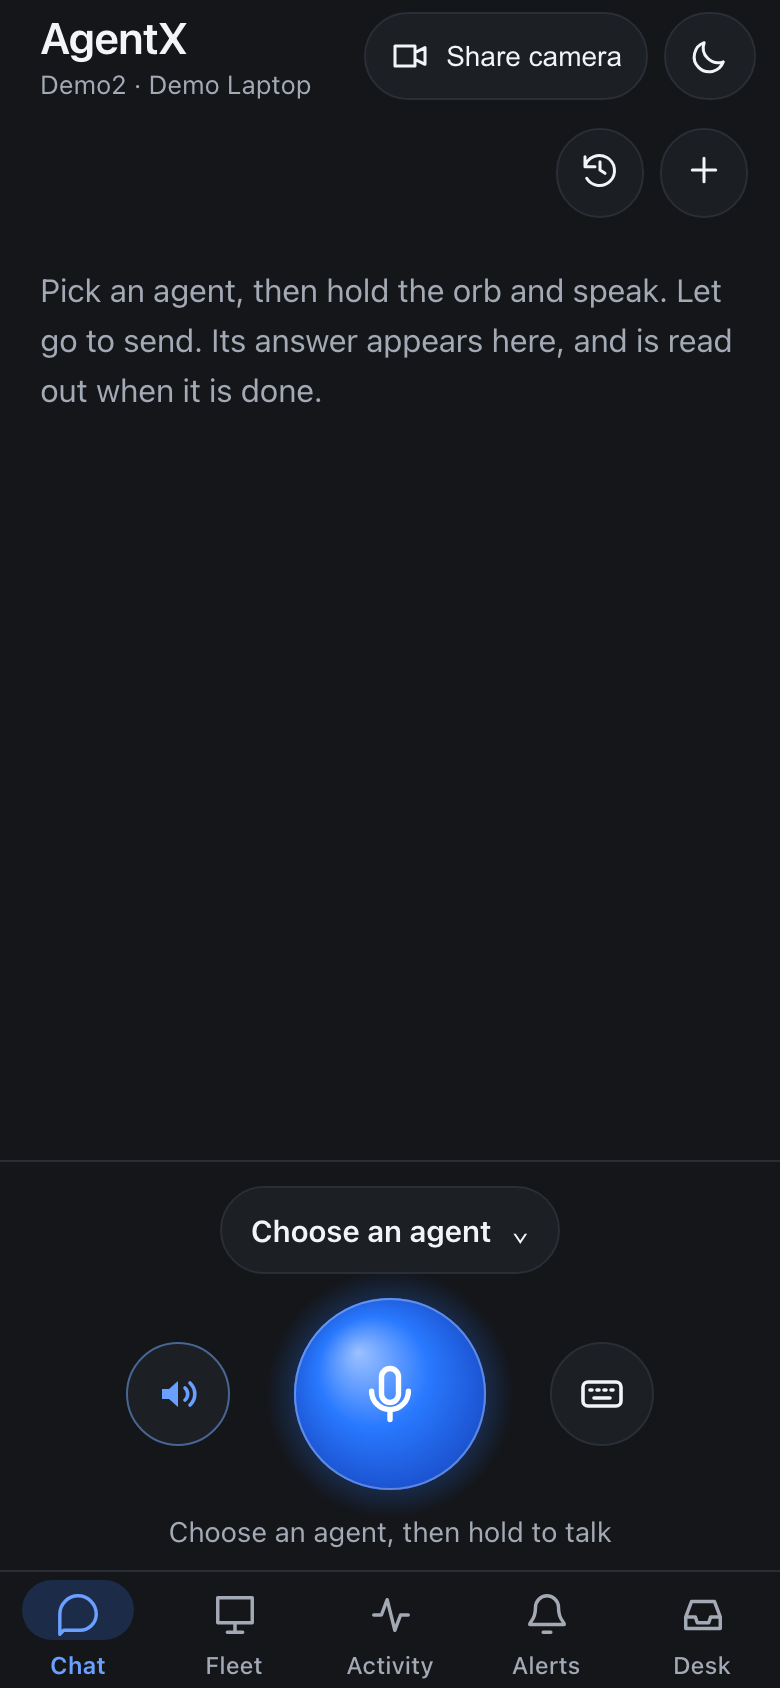 AgentX
Demo2 · Demo Laptop
Share camera
Pick an agent, then hold the orb and speak. Let
go to send. Its answer appears here, and is read
out when it is done.
Choose an agent
Choose an agent, then hold to talk
Chat
Fleet
Activity
Alerts
Desk